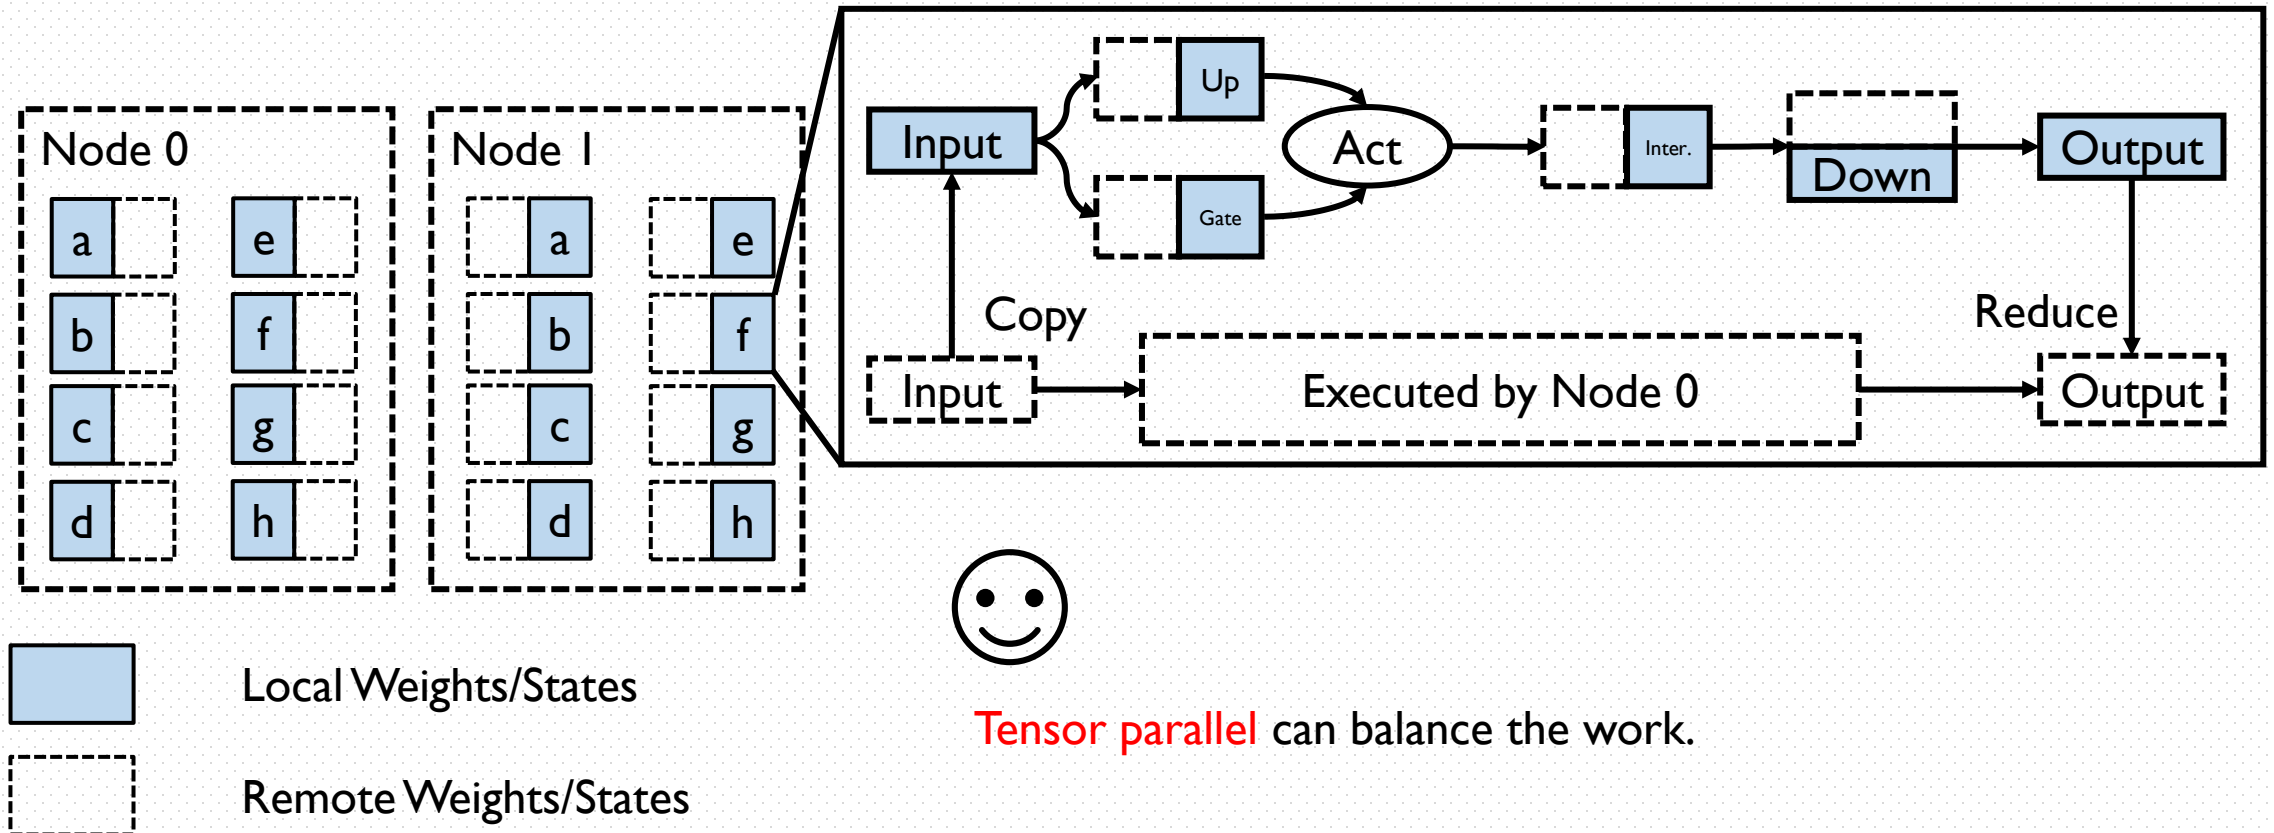 Node 0
a
e
b
f
c
g
d
h
Node 1
a
e
b
f
c
g
d
h
Input
Up
Gate
Act
Inter.
Down
Output
Copy
Reduce
Input
Executed by Node 0
Output
Local Weights/States
Remote Weights/States
Tensor parallel can balance the work.